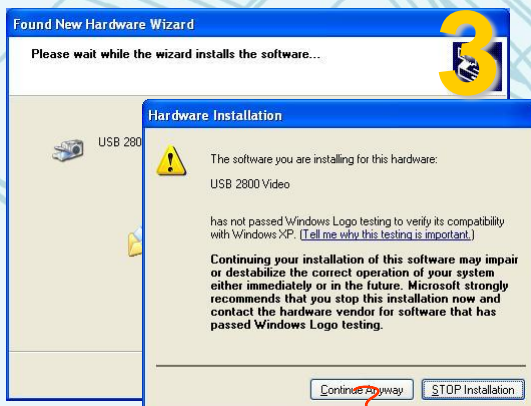 Found New Hardware Wizard
3
Please wait while the wizard installs the software...
Hardware Installation
USB 280
The software you are installing for this hardware:
USB 2800 Video
has not passed Windows Logo testing to verify its compatibility
with Windows XP. (Tell me why this testing is important.)
Continuing your installation of this software may impair
or destabilize the correct operation of your system
either immediately or in the future. Microsoft strongly
recommends that you stop this installation now and
contact the hardware vendor for software that has
passed Windows Logo testing.
Continue Anyway STOP Installation